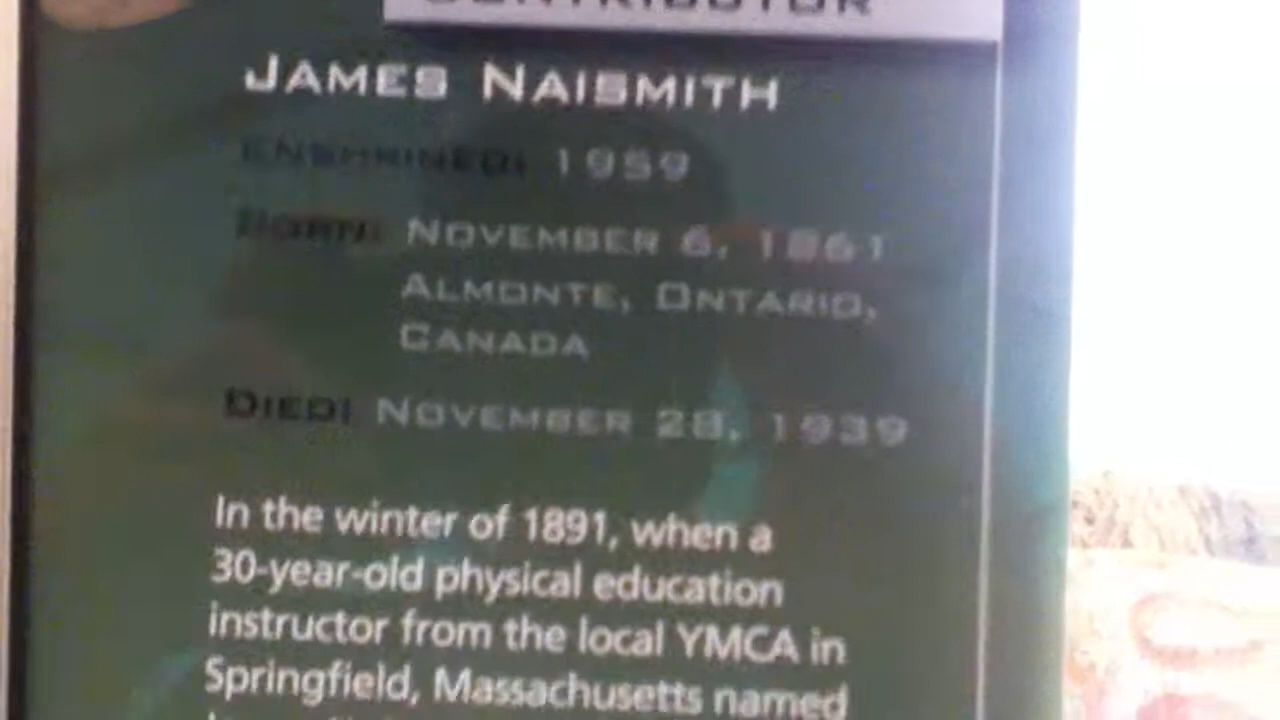 CONTRIBUTOR
JAMES NAISMITH
ENSHRINED: 1959
BORN: NOVEMBER 6, 1861
ALMONTE, ONTARIO,
CANADA
DIED: NOVEMBER 28, 1939
In the winter of 1891, when a
30-year-old physical education
instructor from the local YMCA in
Springfield, Massachusetts named